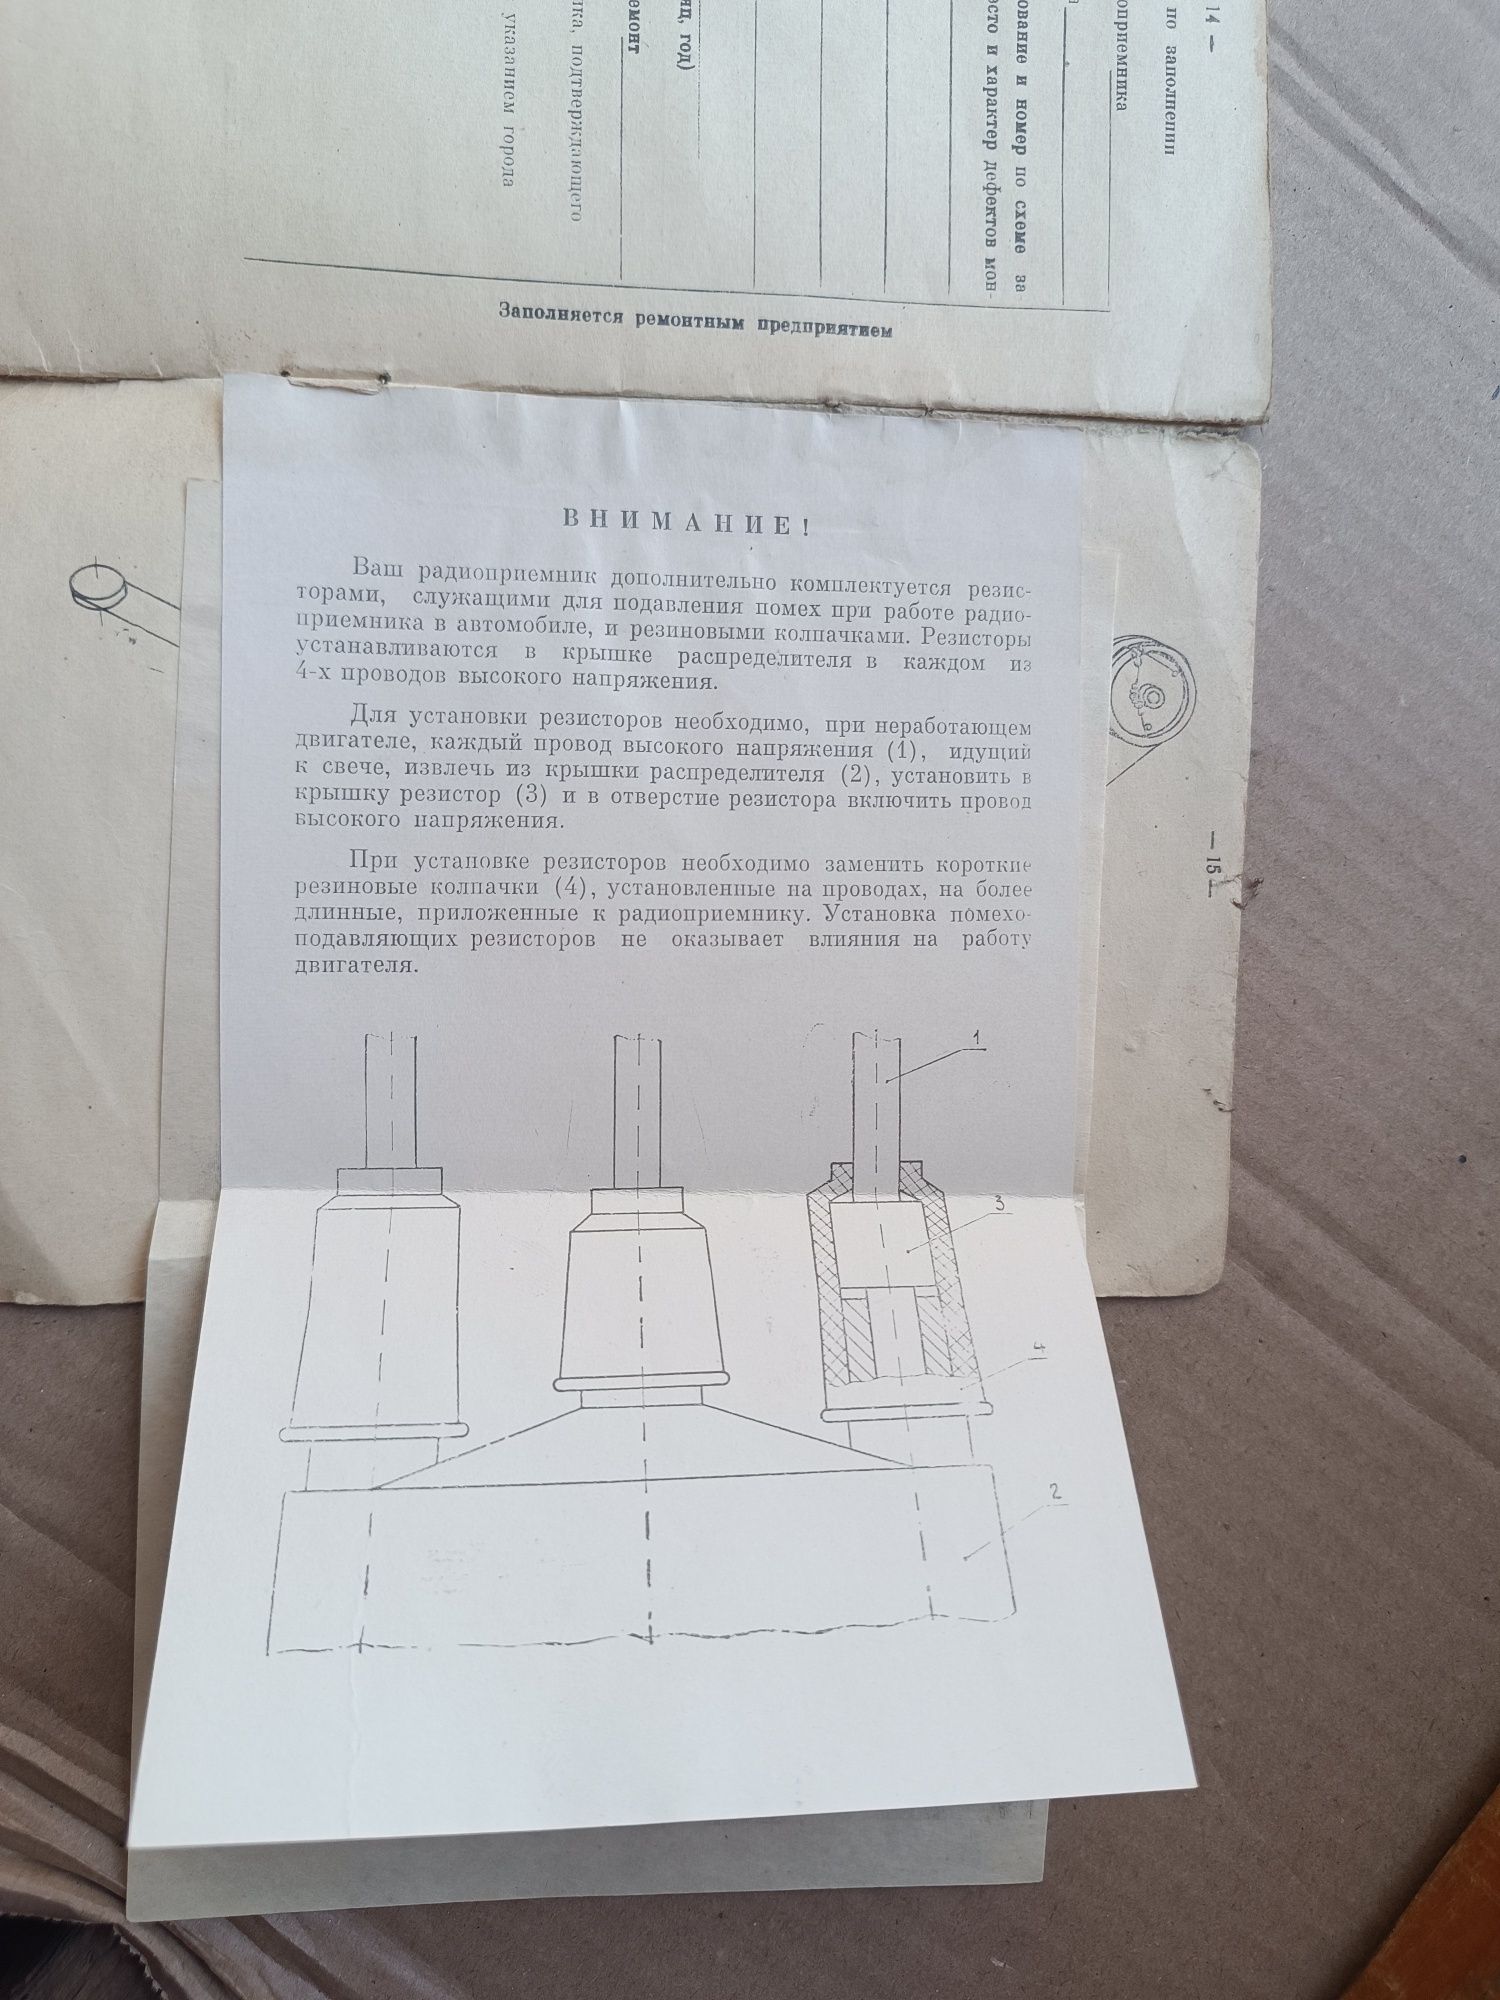 14 —
по заполнении
оприемника
ование и номер по схеме за
есто и характер дефектов мон-
яц, год)
емонт
ика, подтверждающего
указанием города
Заполняется ремонтным предприятием
ВНИМАНИЕ!
Ваш радиоприемник дополнительно комплектуется резис-
торами, служащими для подавления помех при работе радио-
приемника в автомобиле, и резиновыми колпачками. Резисторы
устанавливаются в крышке распределителя в каждом из
4-х проводов высокого напряжения.
Для установки резисторов необходимо, при неработающем
двигателе, каждый провод высокого напряжения (1), идущий
к свече, извлечь из крышки распределителя (2), установить в
крышку резистор (3) и в отверстие резистора включить провод
высокого напряжения.
При установке резисторов необходимо заменить короткие
резиновые колпачки (4), установленные на проводах, на более
длинные, приложенные к радиоприемнику. Установка помехо-
подавляющих резисторов не оказывает влияния на работу
двигателя.
1
3
4
2
— 15 —